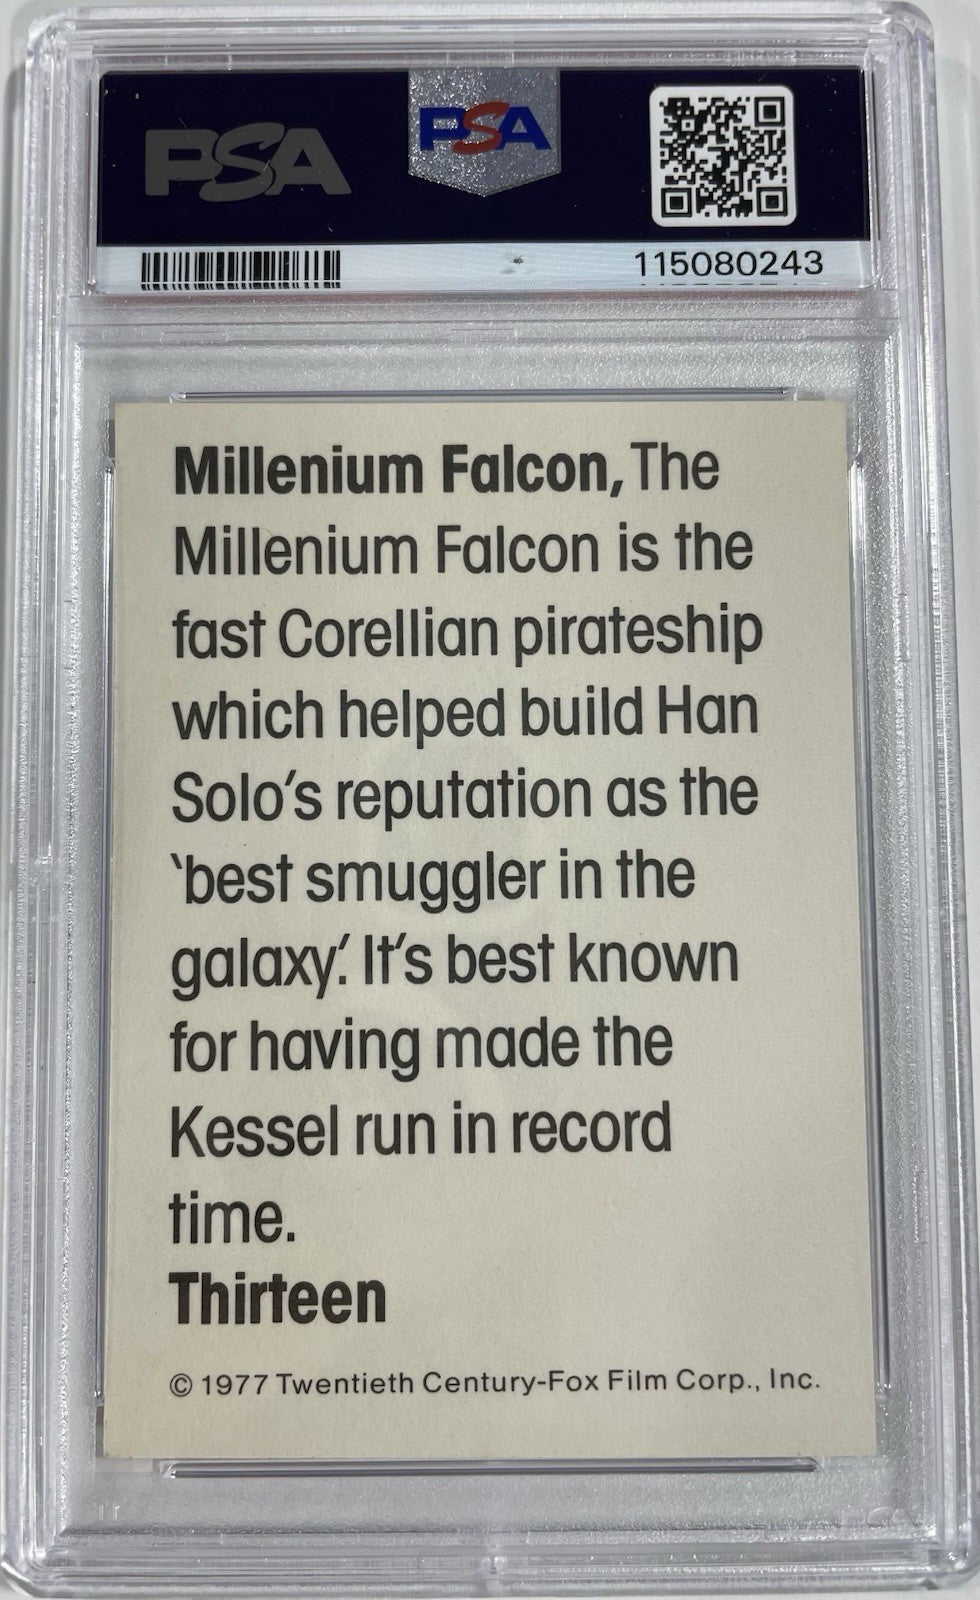 PSA
PSA
115080243
Millenium Falcon, The
Millenium Falcon is the
fast Corellian pirateship
which helped build Han
Solo's reputation as the
'best smuggler in the
galaxy'. It's best known
for having made the
Kessel run in record
time.
Thirteen
© 1977 Twentieth Century-Fox Film Corp., Inc.